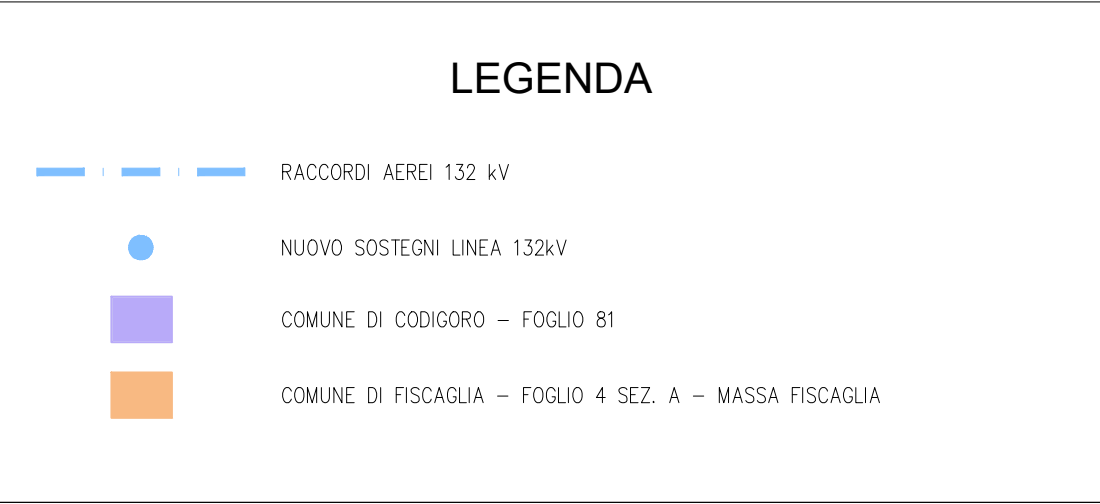 LEGENDA
RACCORDI AEREI 132 kV
NUOVO SOSTEGNI LINEA 132kV
COMUNE DI CODIGORO – FOGLIO 81
COMUNE DI FISCAGLIA – FOGLIO 4 SEZ. A – MASSA FISCAGLIA